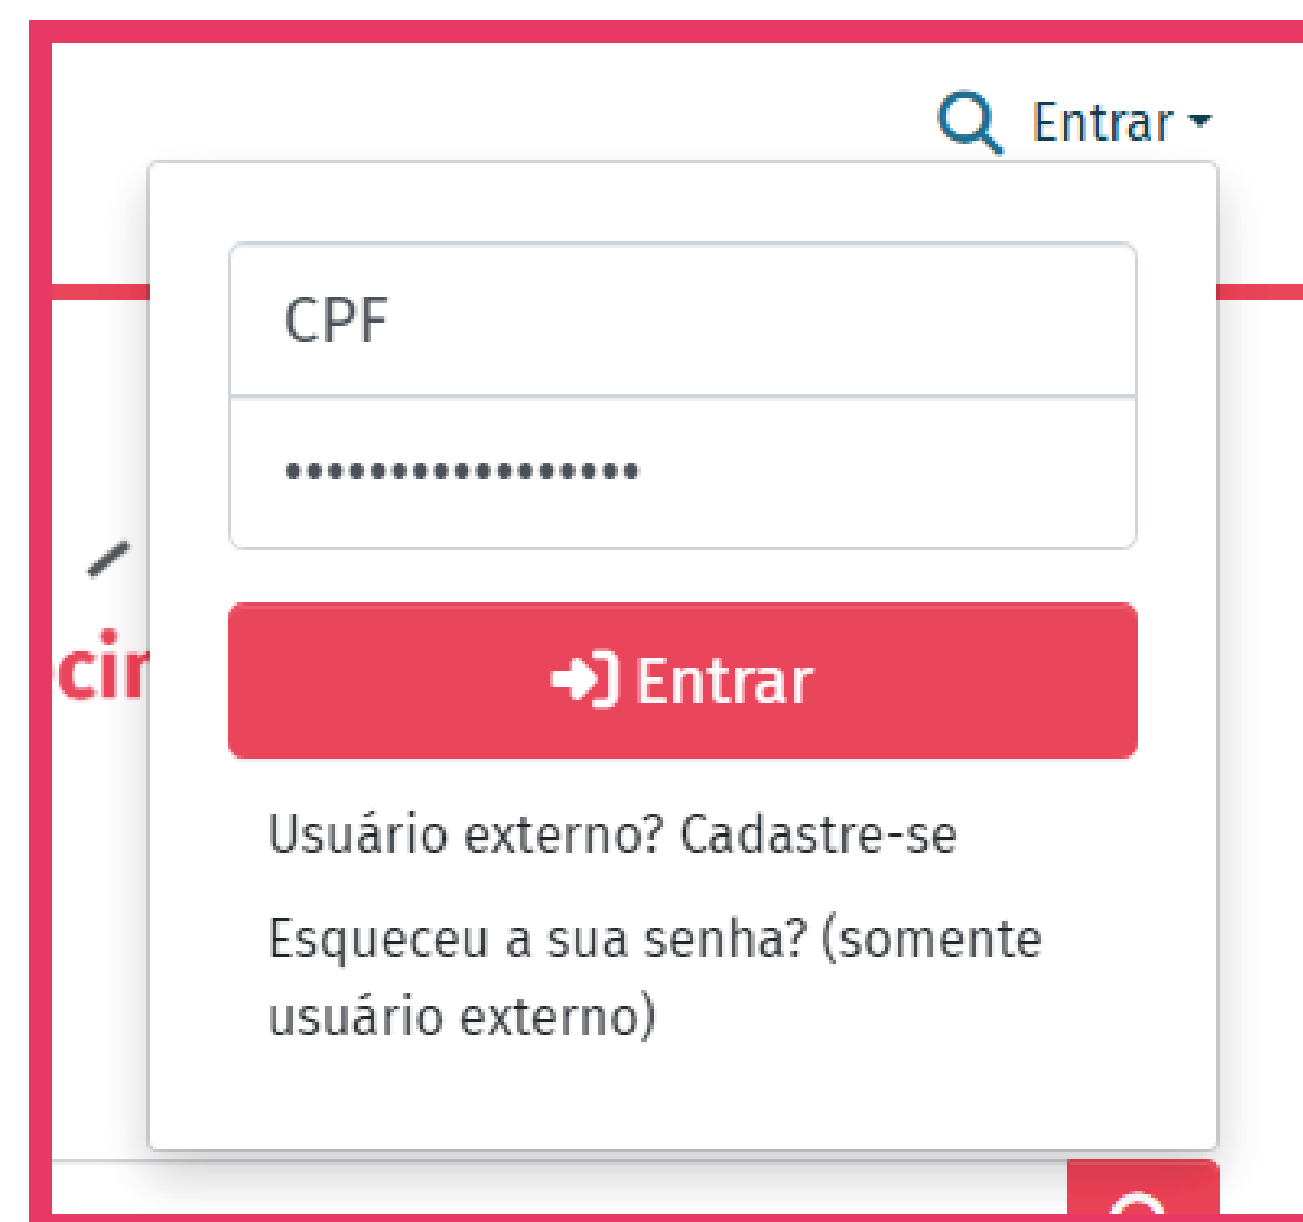 Entrar
CPF
•••••••••••••••••
Entrar
Usuário externo? Cadastre-se
Esqueceu a sua senha? (somente
usuário externo)